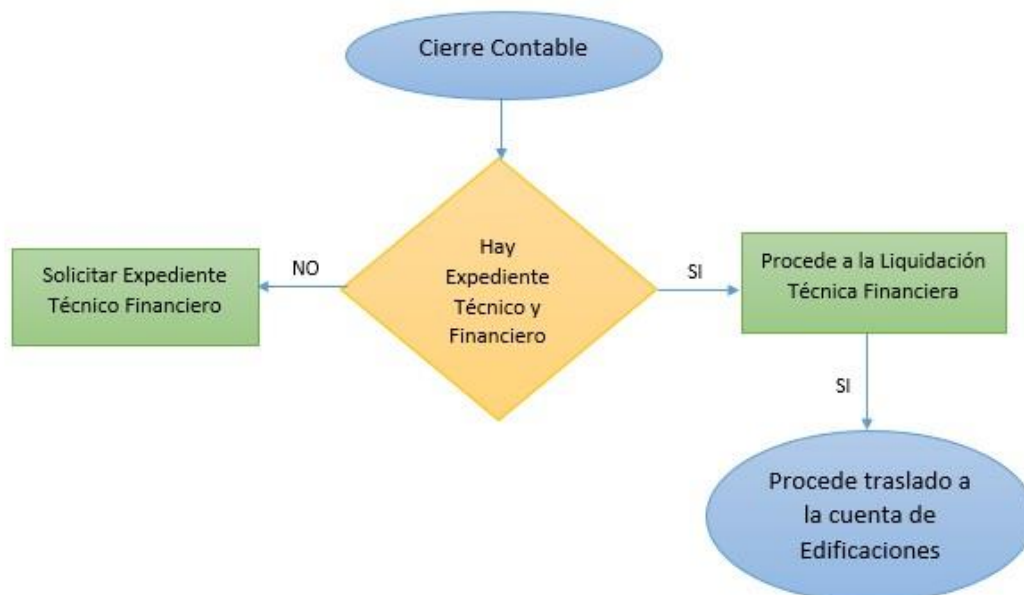 Cierre Contable
Hay
Expediente
Técnico y
Financiero
NO
Solicitar Expediente
Técnico Financiero
SI
Procede a la Liquidación
Técnica Financiera
SI
Procede traslado a
la cuenta de
Edificaciones